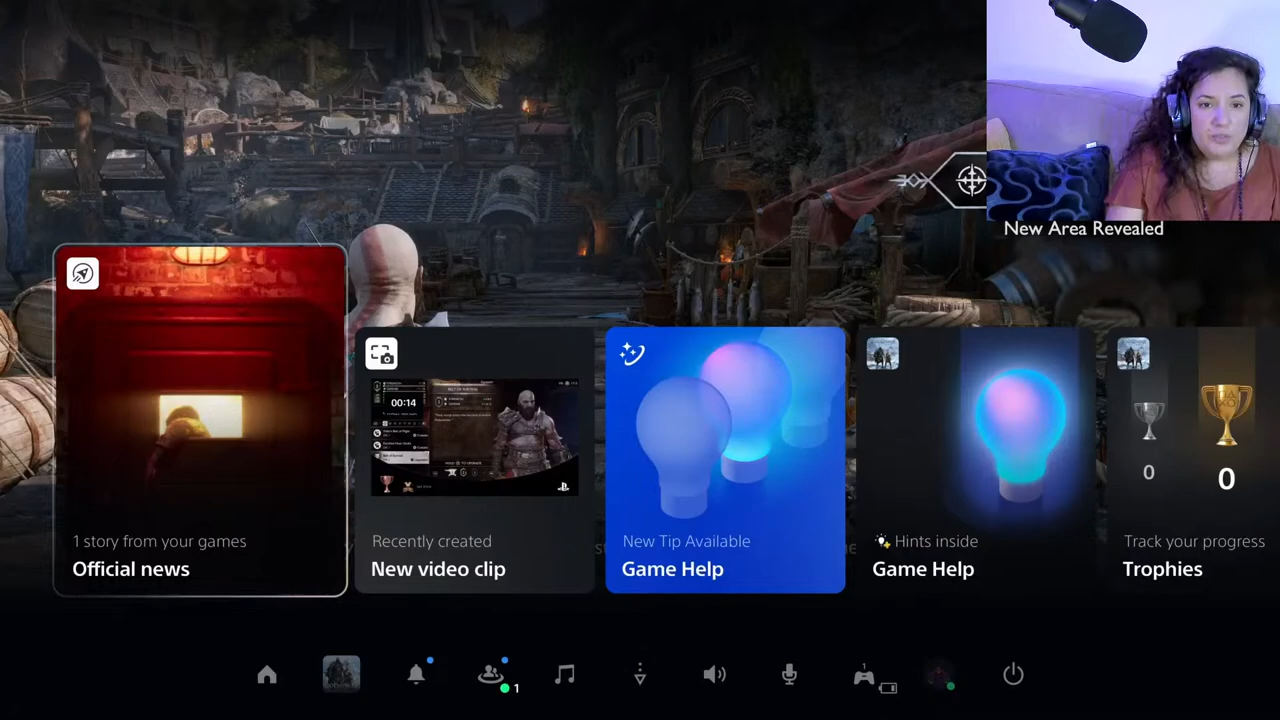 New Area Revealed
1 story from your games
Official news
00:14
Recently created
New video clip
New Tip Available
Game Help
Hints inside
Game Help
0
0
Track your progress
Trophies
1
1